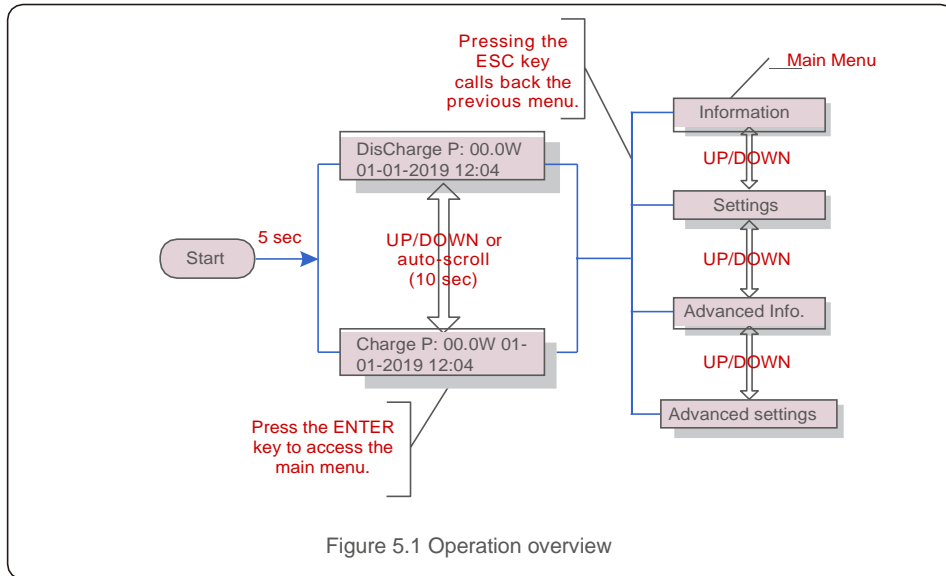 Pressing the
ESC key
calls back the
previous menu.
Main Menu
Information
UP/DOWN
Settings
UP/DOWN
Advanced Info.
UP/DOWN
Advanced settings
DisCharge P: 00.0W
01-01-2019 12:04
Start
5 sec
UP/DOWN or
auto-scroll
(10 sec)
Charge P: 00.0W 01-
01-2019 12:04
Press the ENTER
key to access the
main menu.
Figure 5.1 Operation overview